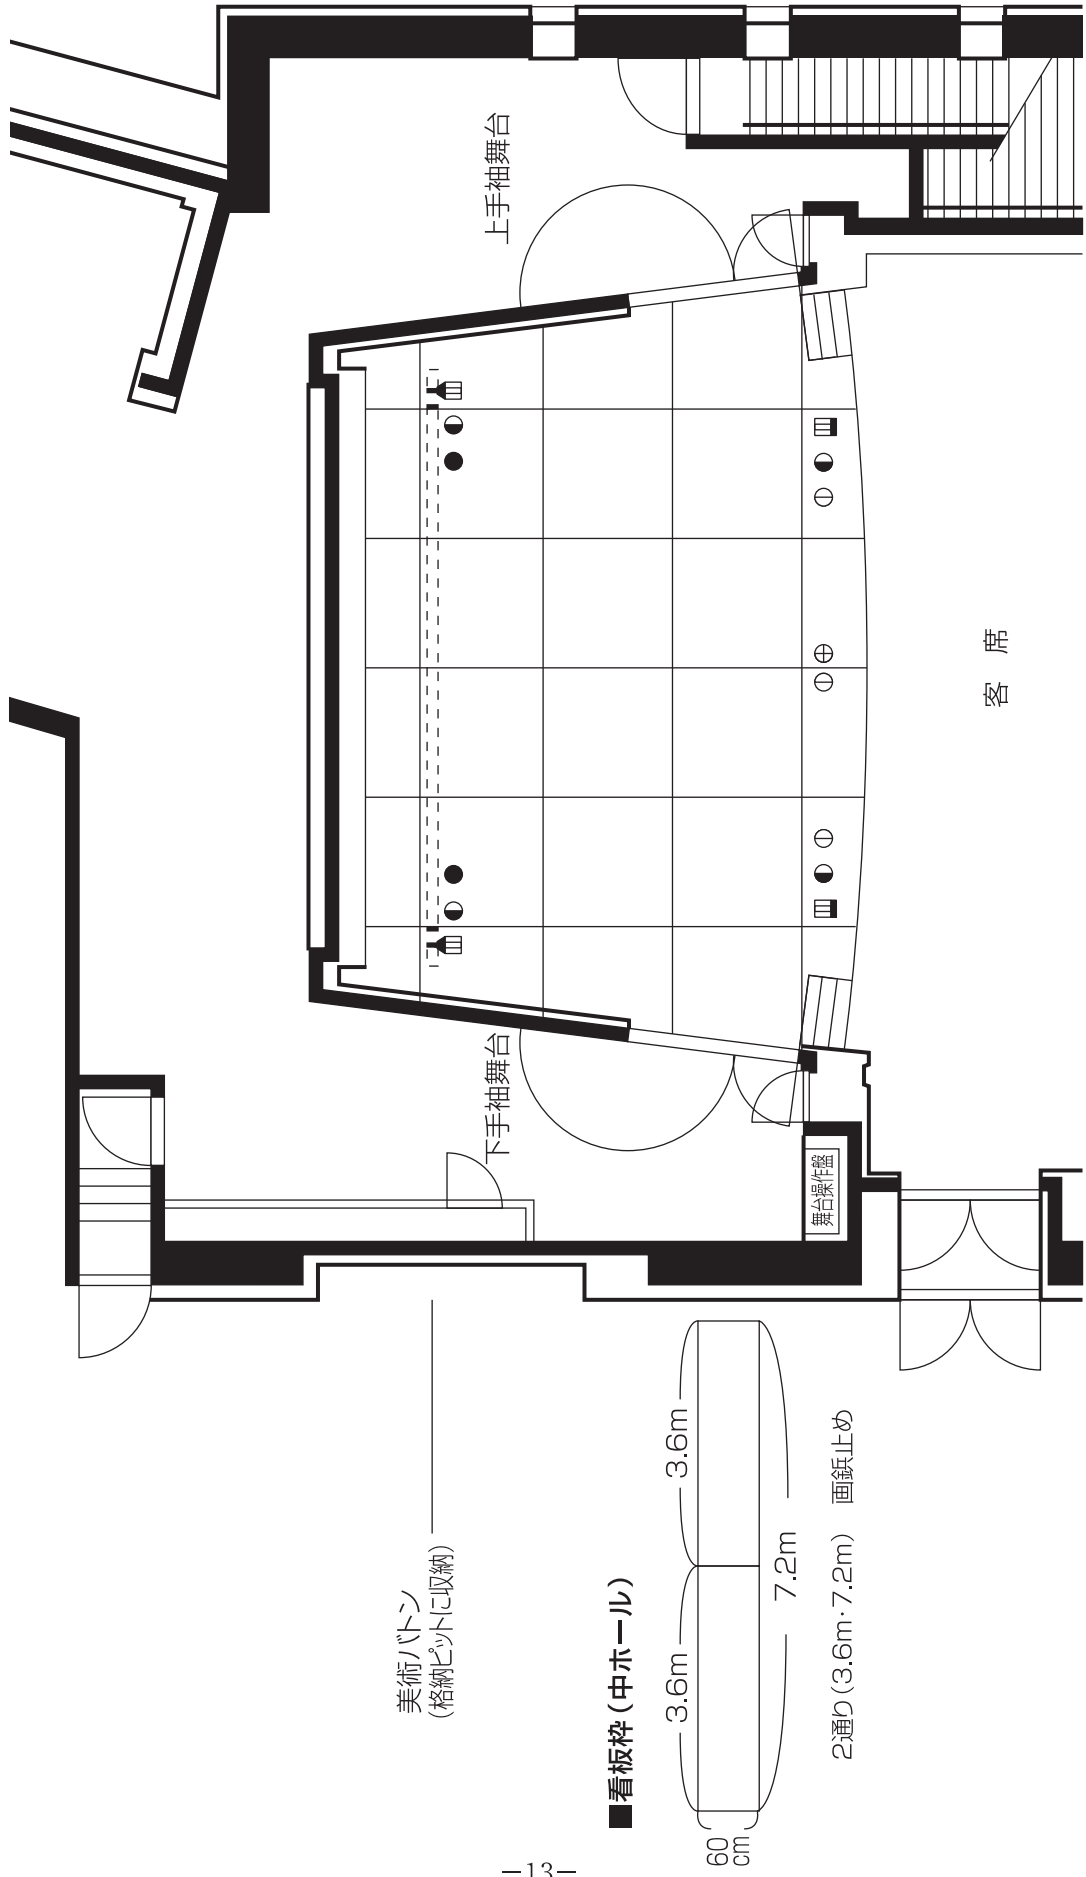 上手袖舞台
客 席
下手袖舞台
舞台操作盤
美術バトン
(格納ピットに収納)
■看板枠(中ホール)
3.6m
3.6m
60
cm
7.2m
2通り(3.6m・7.2m) 画鋲止め
−13−